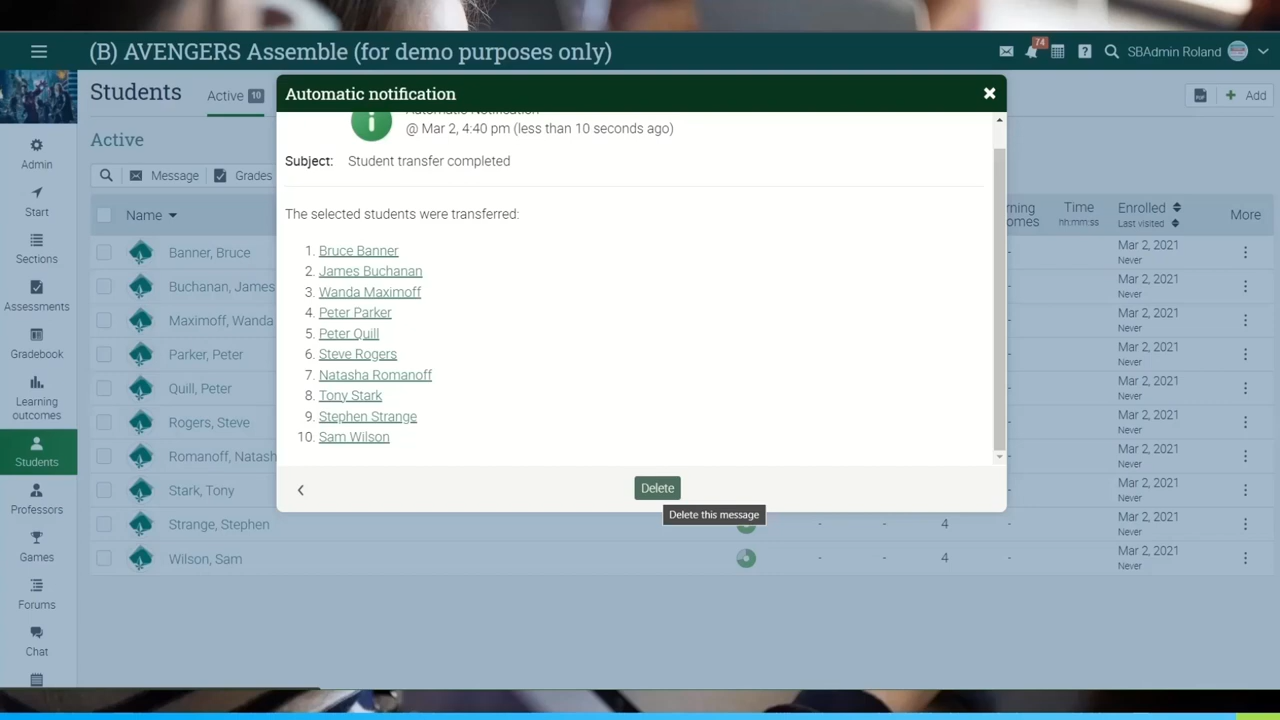 (B) AVENGERS Assemble (for demo purposes only)
74
SBAdmin Roland
Admin
Start
Sections
Assessments
Gradebook
Learning
outcomes
Students
Professors
Games
Forums
Chat
Students
Active 10
Add
Active
Message
Grades
Name
Time
hh:mm:ss
Enrolled
Last visited
More
Banner, Bruce
Mar 2, 2021
Never
Buchanan, James
Mar 2, 2021
Never
Maximoff, Wanda
Mar 2, 2021
Never
Parker, Peter
Mar 2, 2021
Never
Quill, Peter
Mar 2, 2021
Never
Rogers, Steve
Mar 2, 2021
Never
Romanoff, Natash
Mar 2, 2021
Never
Stark, Tony
Mar 2, 2021
Never
Strange, Stephen - - 4 -
Mar 2, 2021
Never
Wilson, Sam - - 4 -
Mar 2, 2021
Never
Automatic notification
@ Mar 2, 4:40 pm (less than 10 seconds ago)
Subject: Student transfer completed
The selected students were transferred:
1. Bruce Banner
2. James Buchanan
3. Wanda Maximoff
4. Peter Parker
5. Peter Quill
6. Steve Rogers
7. Natasha Romanoff
8. Tony Stark
9. Stephen Strange
10. Sam Wilson
Delete
Delete this message